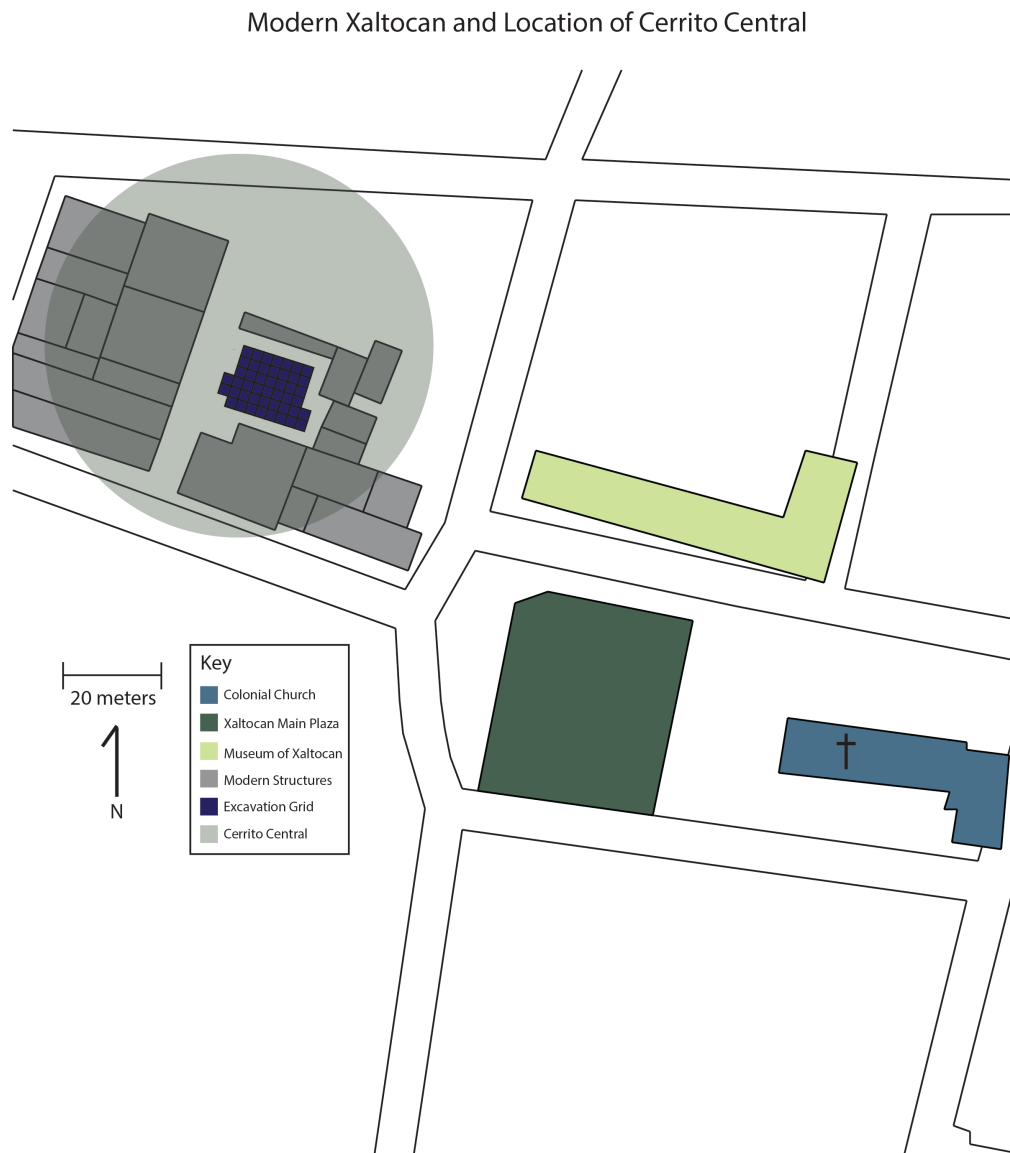 Modern Xaltocan and Location of Cerrito Central
20 meters
N
Key
Colonial Church
Xaltocan Main Plaza
Museum of Xaltocan
Modern Structures
Excavation Grid
Cerrito Central